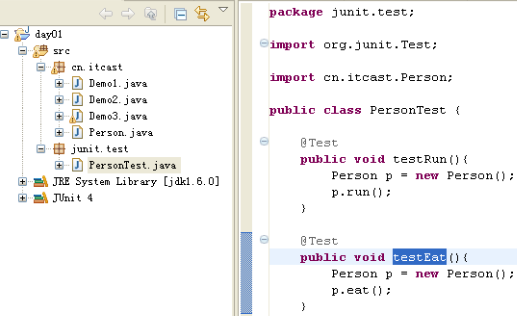 day01
src
cn.itcast
Demo1.java
Demo2.java
Demo3.java
Person.java
junit.test
PersonTest.java
JRE System Library [jdk1.6.0]
JUnit 4
package junit.test;
import org.junit.Test;
import cn.itcast.Person;
public class PersonTest {
@Test
public void testRun(){
Person p = new Person();
p.run();
}
@Test
public void testEat(){
Person p = new Person();
p.eat();
}